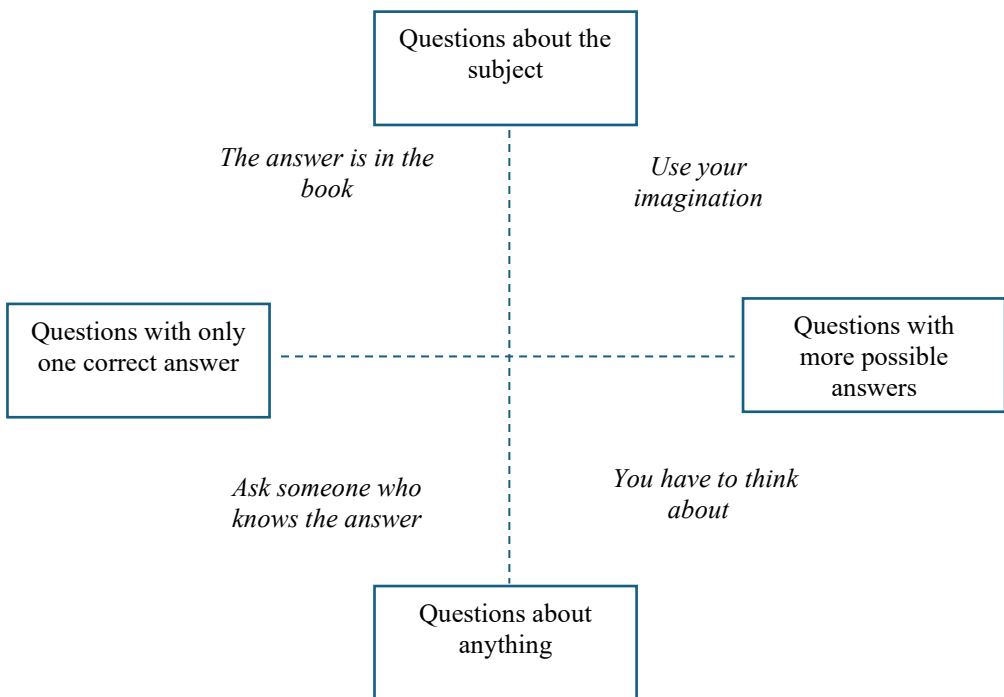 Questions about the
subject
The answer is in the
book
Use your
imagination
Questions with only
one correct answer
Questions with
more possible
answers
Ask someone who
knows the answer
You have to think
about
Questions about
anything